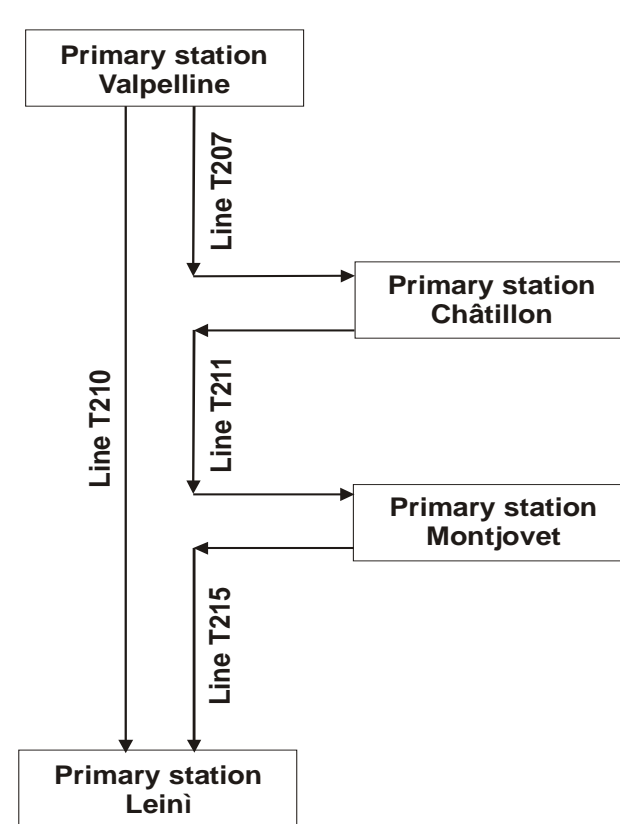 Primary station
Valpelline
Line T207
Primary station
Châtillon
Line T210
Line T211
Primary station
Montjovet
Line T215
Primary station
Leinì